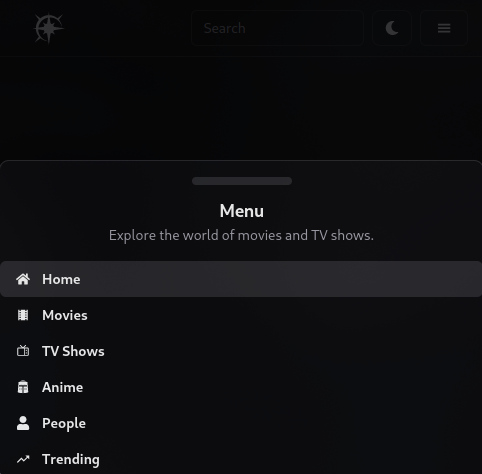 Search
Menu
Explore the world of movies and TV shows.
Home
Movies
TV Shows
Anime
People
Trending